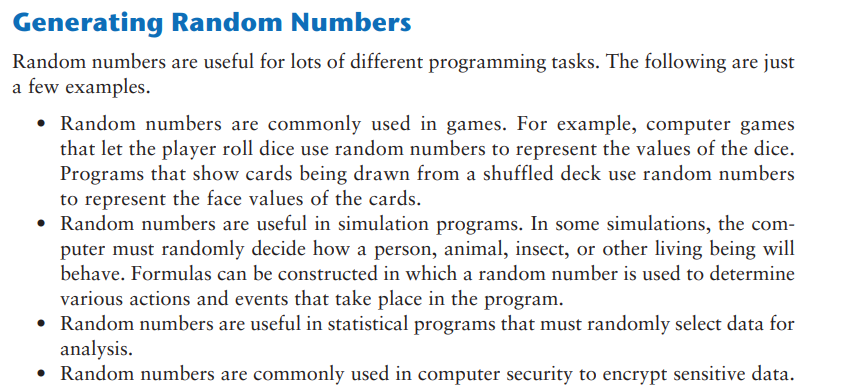 Generating Random Numbers
Random numbers are useful for lots of different programming tasks. The following are just
a few examples.
• Random numbers are commonly used in games. For example, computer games
that let the player roll dice use random numbers to represent the values of the dice.
Programs that show cards being drawn from a shuffled deck use random numbers
to represent the face values of the cards.
• Random numbers are useful in simulation programs. In some simulations, the com-
puter must randomly decide how a person, animal, insect, or other living being will
behave. Formulas can be constructed in which a random number is used to determine
various actions and events that take place in the program.
• Random numbers are useful in statistical programs that must randomly select data for
analysis.
• Random numbers are commonly used in computer security to encrypt sensitive data.